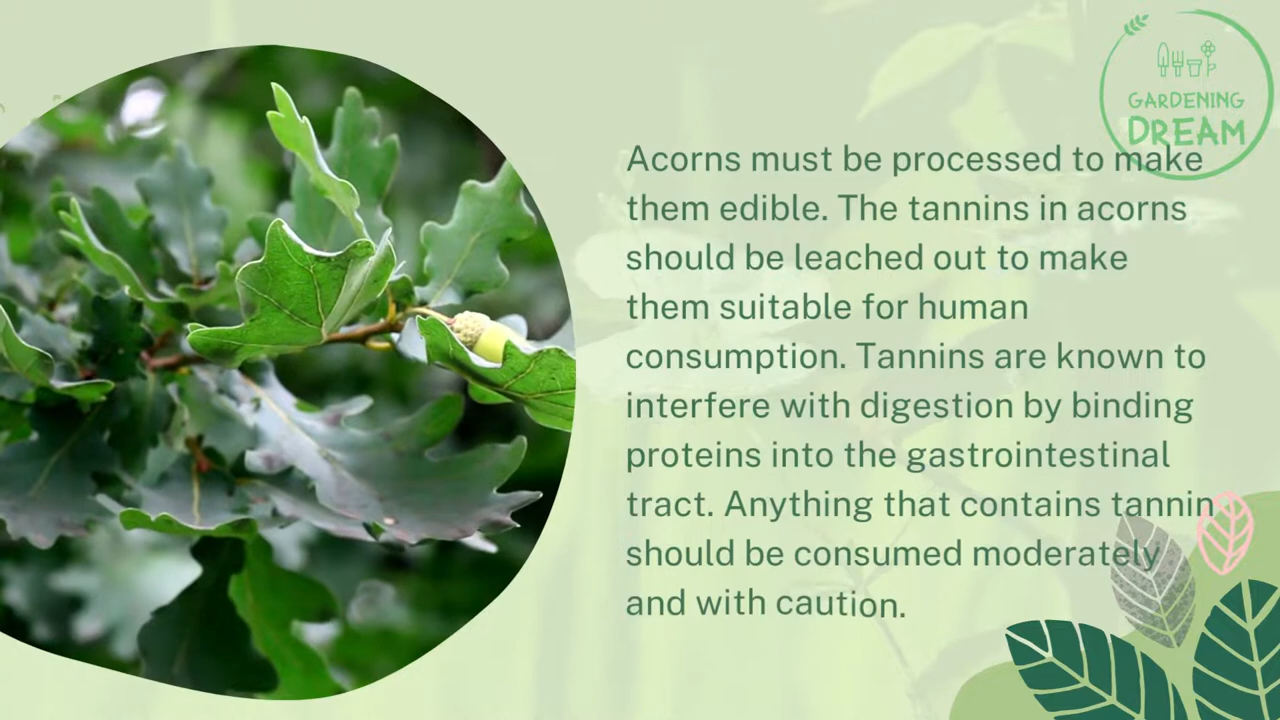 GARDENING
DREAM
Acorns must be processed to make
them edible. The tannins in acorns
should be leached out to make
them suitable for human
consumption. Tannins are known to
interfere with digestion by binding
proteins into the gastrointestinal
tract. Anything that contains tannin
should be consumed moderately
and with caution.